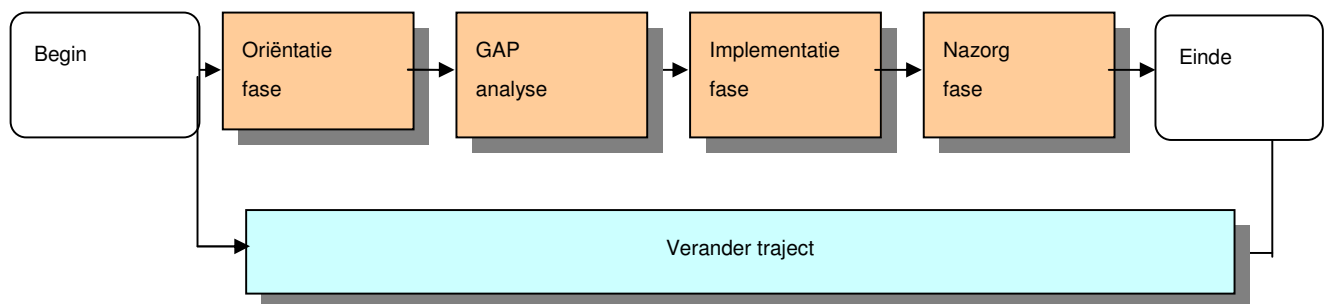 Begin
Oriëntatie
fase
GAP
analyse
Implementatie
fase
Nazorg
fase
Einde
Verander traject